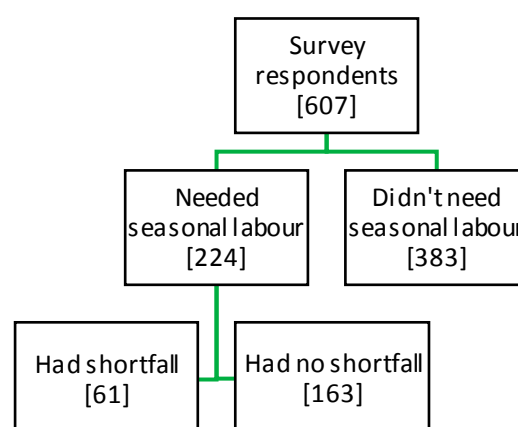 Survey
respondents
[607]
Needed
seasonal labour
[224]
Didn't need
seasonal labour
[383]
Had shortfall
[61]
Had no shortfall
[163]